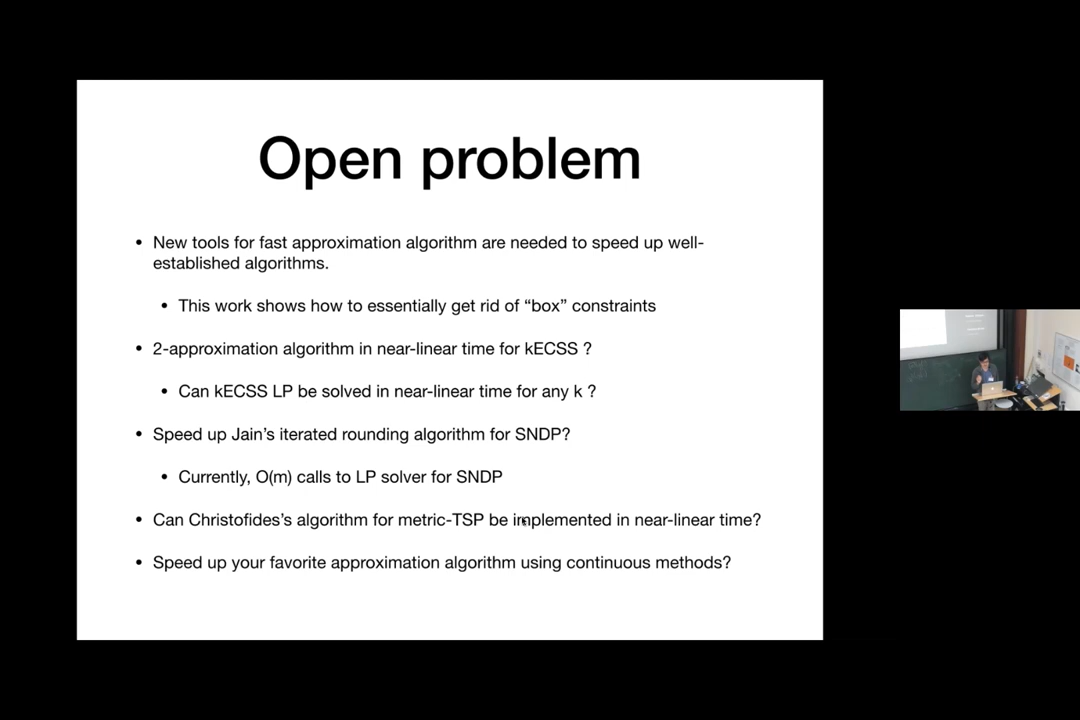 Open problem
• New tools for fast approximation algorithm are needed to speed up well-
established algorithms.
• This work shows how to essentially get rid of “box” constraints
• 2-approximation algorithm in near-linear time for kECSS ?
• Can kECSS LP be solved in near-linear time for any k ?
• Speed up Jain’s iterated rounding algorithm for SNDP?
• Currently, O(m) calls to LP solver for SNDP
• Can Christofides’s algorithm for metric-TSP be implemented in near-linear time?
• Speed up your favorite approximation algorithm using continuous methods?